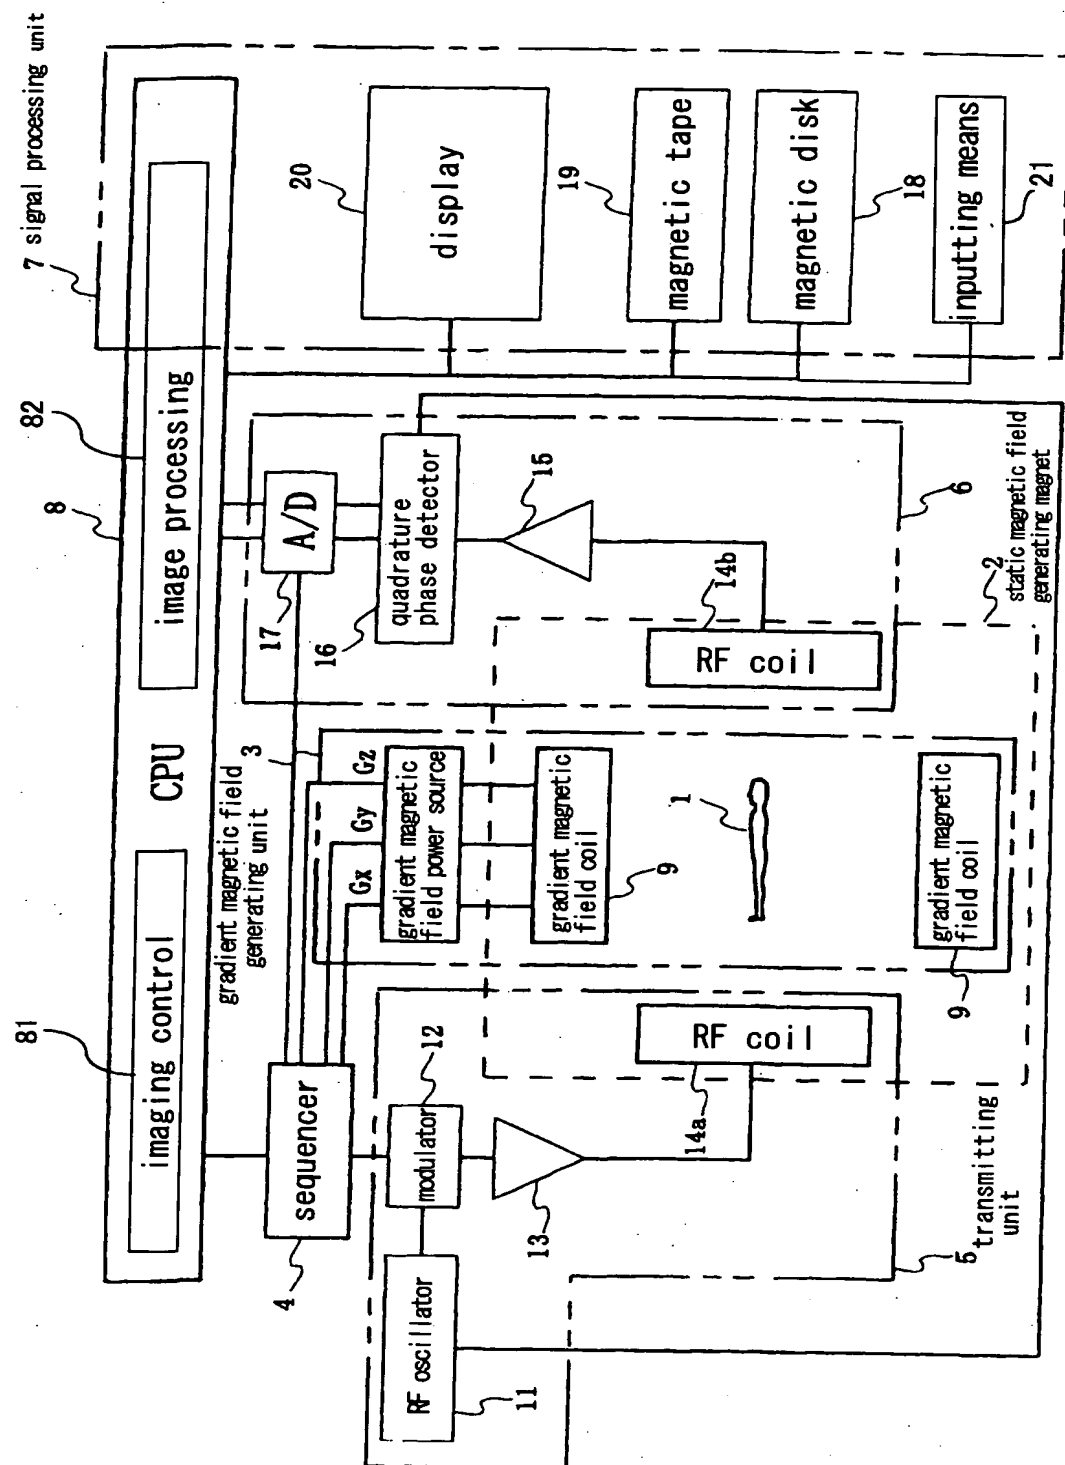 7 signal processing unit
8
82
81
imaging control
CPU
image processing
20
display
19
magnetic tape
magnetic disk
18
inputting means
21
gradient magnetic field
generating unit
3
sequencer
4
17
A/D
16
quadrature
phase detector
15
14b
RF coil
6
2
static magnetic field
generating magnet
Gx
Gy
Gz
gradient magnetic
field power source
gradient magnetic
field coil
9
1
gradient magnetic
field coil
9
12
modulator
13
RF oscillator
11
14a
RF coil
5
transmitting
unit